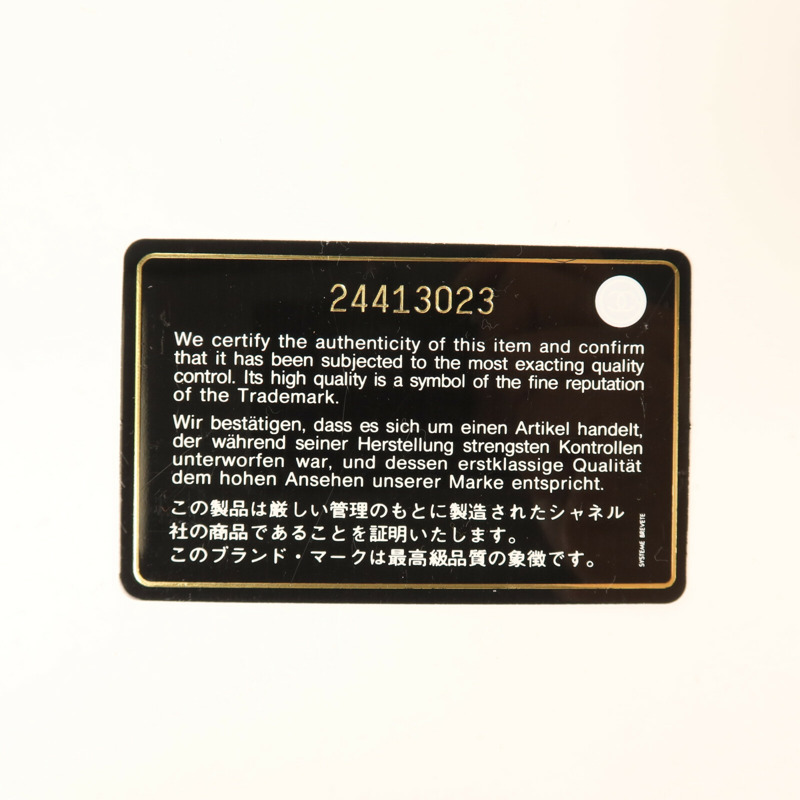 24413023
We certify the authenticity of this item and confirm
that it has been subjected to the most exacting quality
control. Its high quality is a symbol of the fine reputation
of the Trademark.
Wir bestätigen, dass es sich um einen Artikel handelt,
der während seiner Herstellung strengsten Kontrollen
unterworfen war, und dessen erstklassige Qualität
dem hohen Ansehen unserer Marke entspricht.
この製品は厳しい管理のもとに製造されたシャネル
社の商品であることを証明いたします。
このブランド・マークは最高級品質の象徴です。
SYSTEME BREVETE